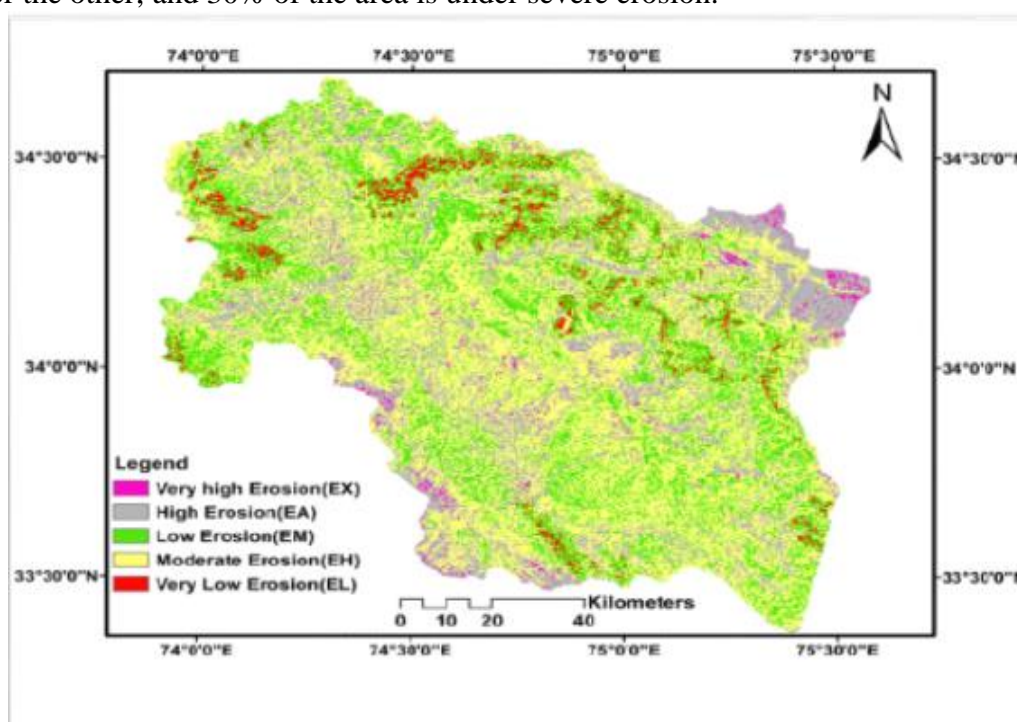 or the other, and 50% of the area is under severe erosion.
74°0'0"E 74°30'0"E 75°0'0"E 75°30'0"E
N
34°30'0"N 34°30'0"N
34°0'0"N 34°0'0"N
Legend
Very high Erosion(EX)
High Erosion(EA)
Low Erosion(EM)
Moderate Erosion(EH)
Very Low Erosion(EL)
33°30'0"N 33°30'0"N
Kilometers
0 10 20 40
74°0'0"E 74°30'0"E 75°0'0"E 75°30'0"E